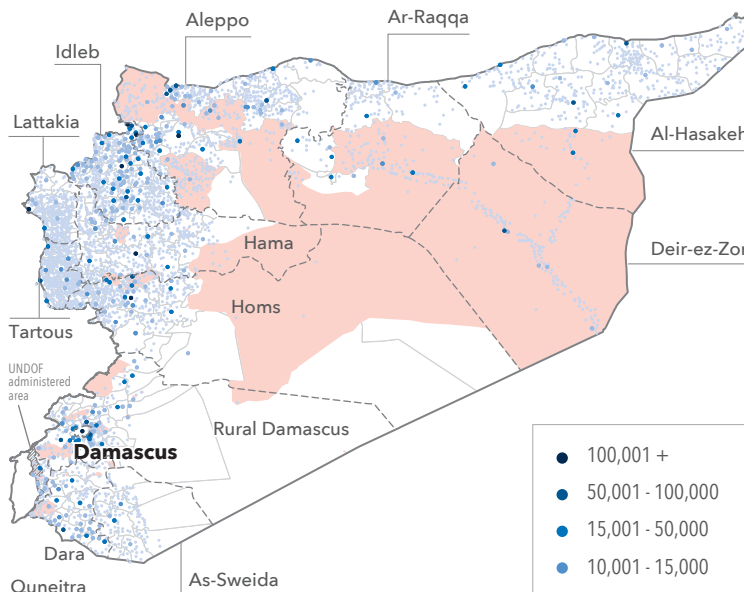 Aleppo
Ar-Raqqa
Idleb
Lattakia
Al-Hasakeh
Hama
Deir-ez-Zor
Homs
Tartous
UNDOF
administered
area
Rural Damascus
Damascus
100,001 +
50,001 - 100,000
15,001 - 50,000
10,001 - 15,000
Dara
Quneitra
As-Sweida